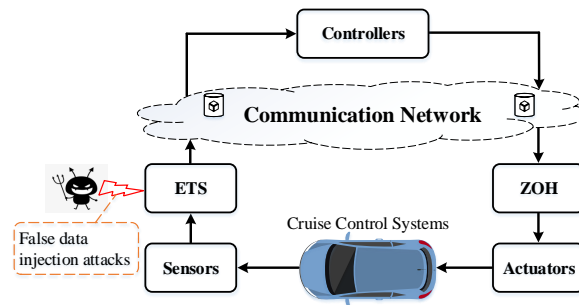 Controllers
Communication Network
ETS
ZOH
False data
injection attacks
Cruise Control Systems
Sensors
Actuators